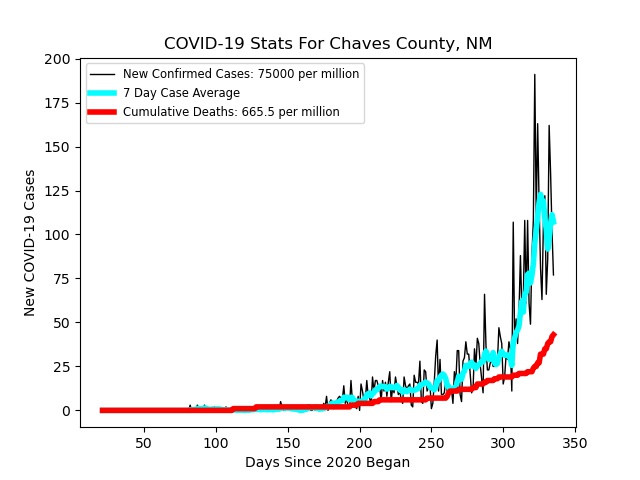 COVID-19 Stats For Chaves County, NM
New Confirmed Cases: 75000 per million
7 Day Case Average
Cumulative Deaths: 665.5 per million
New COVID-19 Cases
200
175
150
125
100
75
50
25
0
50 100 150 200 250 300 350
Days Since 2020 Began